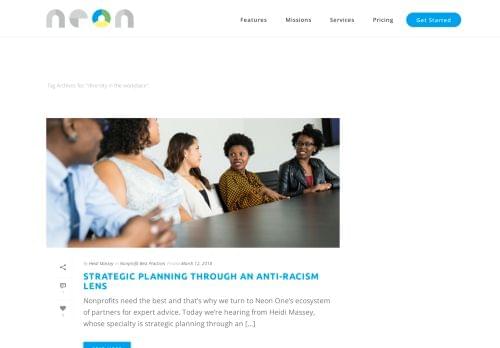 neon
Features
Missions
Services
Pricing
Get Started
Tag Archives for: "diversity in the workplace"
By Heidi Massey In Nonprofit Best Practices Posted March 12, 2018
STRATEGIC PLANNING THROUGH AN ANTI-RACISM
LENS
Nonprofits need the best and that's why we turn to Neon One's ecosystem
of partners for expert advice. Today we're hearing from Heidi Massey,
whose specialty is strategic planning through an [...]